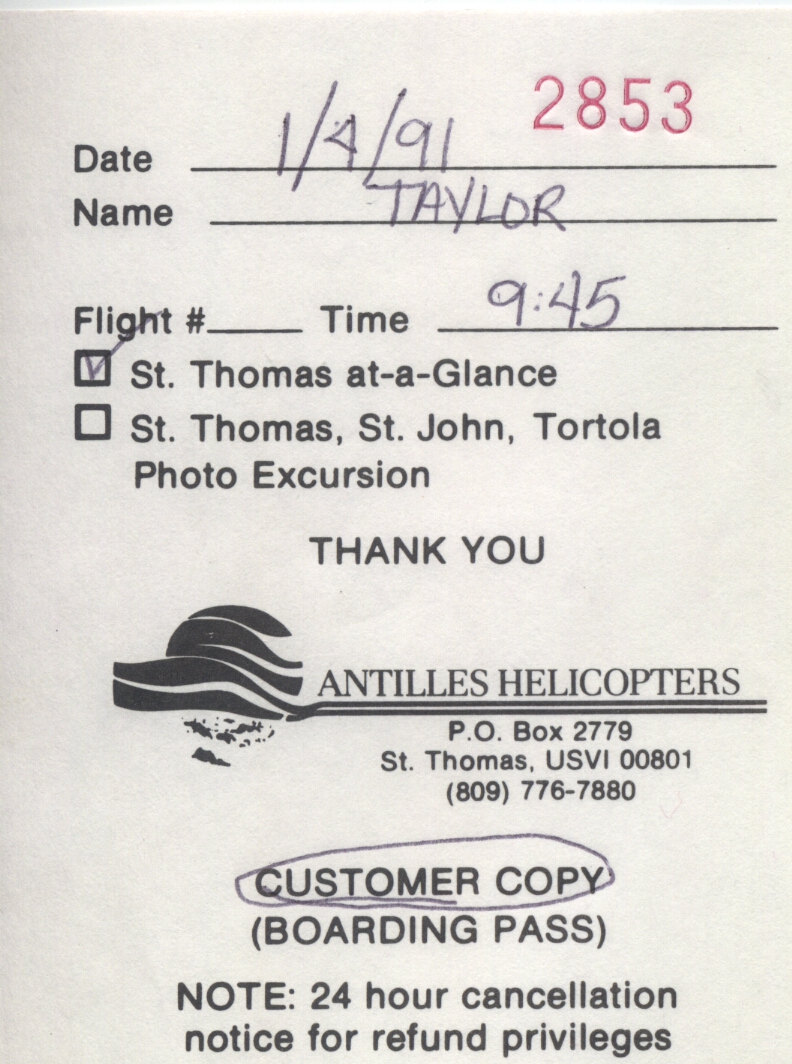 2853
Date 1/4/91
Name TAYLOR
Flight #____ Time 9:45
☑ St. Thomas at-a-Glance
☐ St. Thomas, St. John, Tortola
Photo Excursion
THANK YOU
ANTILLES HELICOPTERS
P.O. Box 2779
St. Thomas, USVI 00801
(809) 776-7880
CUSTOMER COPY
(BOARDING PASS)
NOTE: 24 hour cancellation
notice for refund privileges